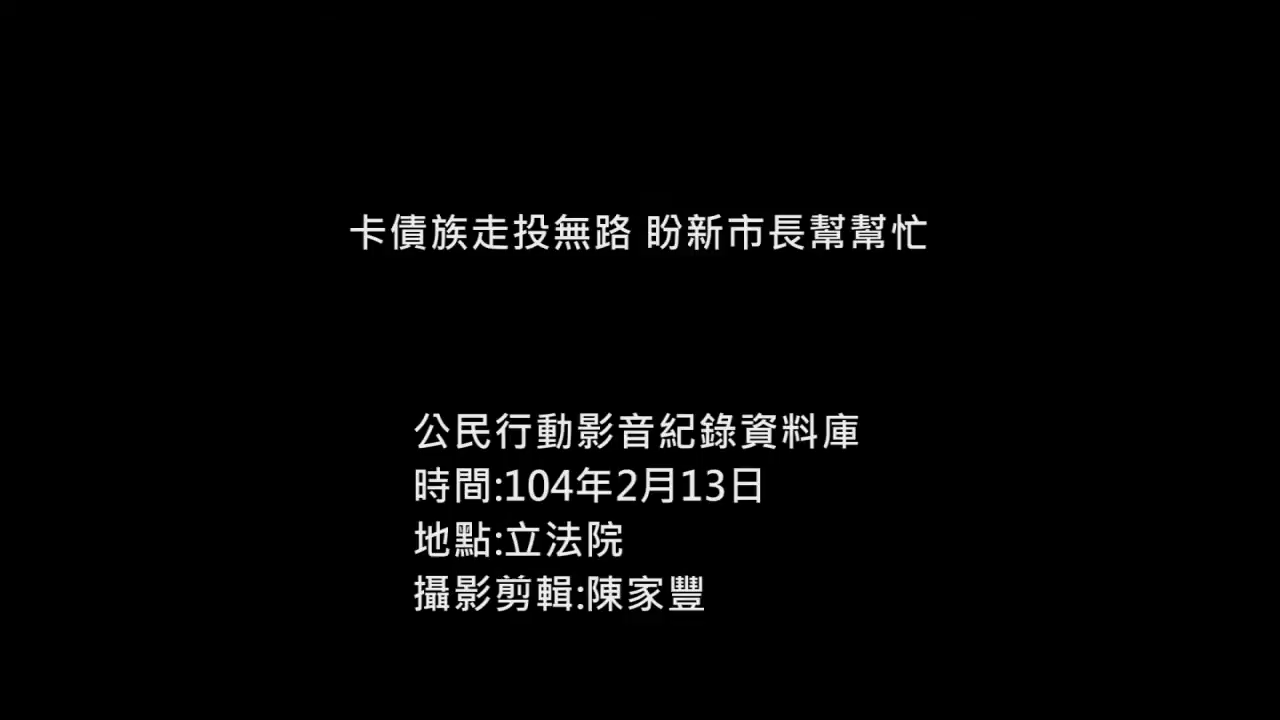 卡債族走投無路 盼新市長幫幫忙
公民行動影音紀錄資料庫
時間:104年2月13日
地點:立法院
攝影剪輯:陳家豐